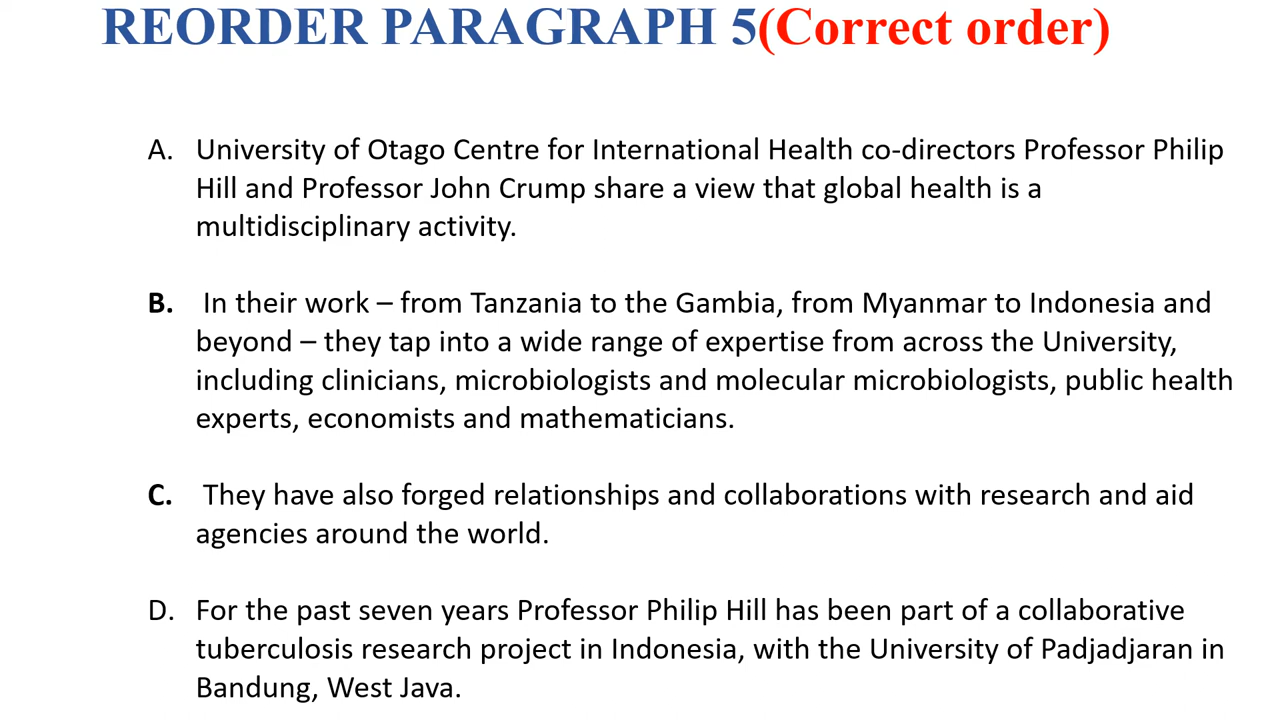 REORDER PARAGRAPH 5(Correct order)
A. University of Otago Centre for International Health co-directors Professor Philip
Hill and Professor John Crump share a view that global health is a
multidisciplinary activity.
B. In their work – from Tanzania to the Gambia, from Myanmar to Indonesia and
beyond – they tap into a wide range of expertise from across the University,
including clinicians, microbiologists and molecular microbiologists, public health
experts, economists and mathematicians.
C. They have also forged relationships and collaborations with research and aid
agencies around the world.
D. For the past seven years Professor Philip Hill has been part of a collaborative
tuberculosis research project in Indonesia, with the University of Padjadjaran in
Bandung, West Java.